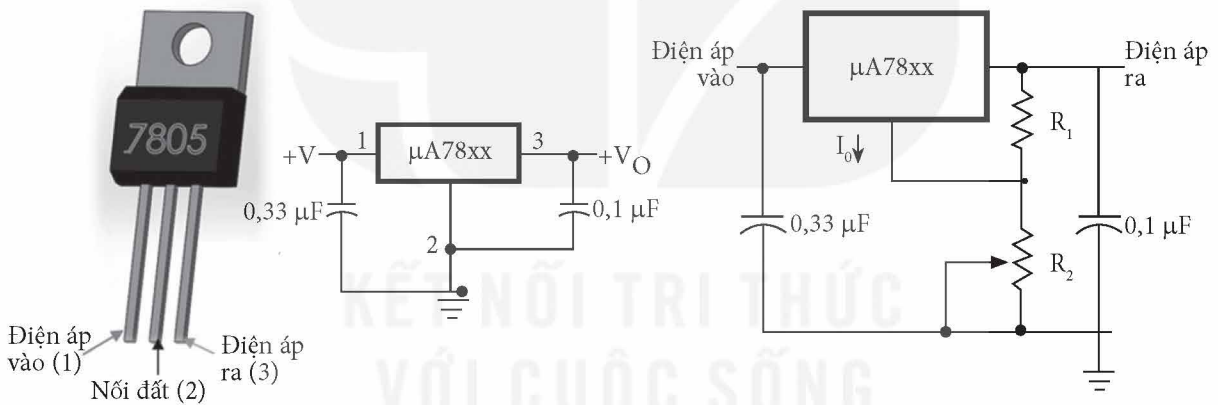 7805
Điện áp
vào (1)
Nối đất (2)
Điện áp
ra (3)
+V
1
μA78xx
3
+V_O
0,33 μF
2
0,1 μF
Điện áp
vào
μA78xx
Điện áp
ra
I₀
R₁
0,33 μF
R₂
0,1 μF
KẾT NỐI TRI THỨC
VỚI CUỘC SỐNG